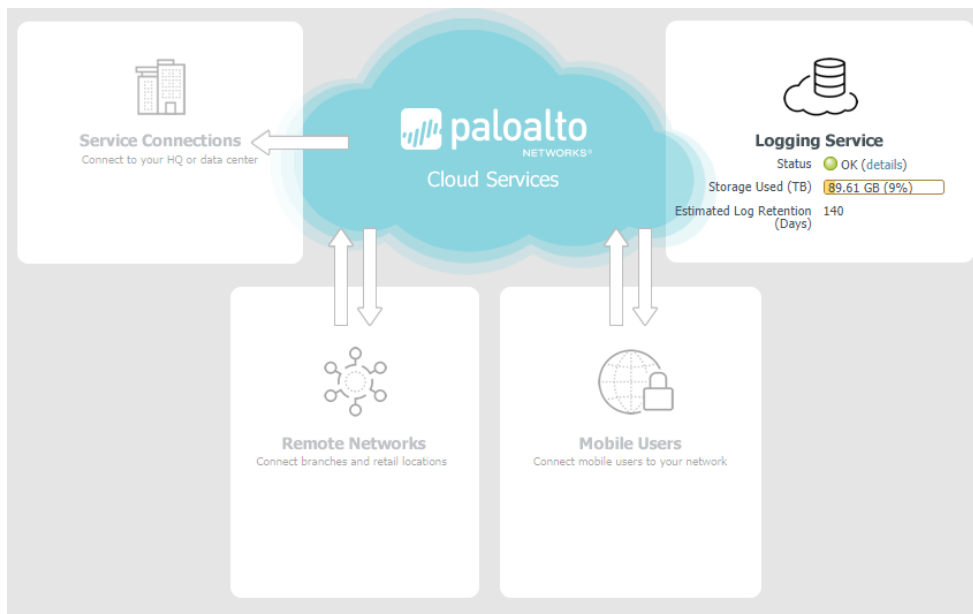 Service Connections
Connect to your HQ or data center
paloalto
NETWORKS®
Cloud Services
Logging Service
Status OK (details)
Storage Used (TB) 89.61 GB (9%)
Estimated Log Retention 140
(Days)
Remote Networks
Connect branches and retail locations
Mobile Users
Connect mobile users to your network